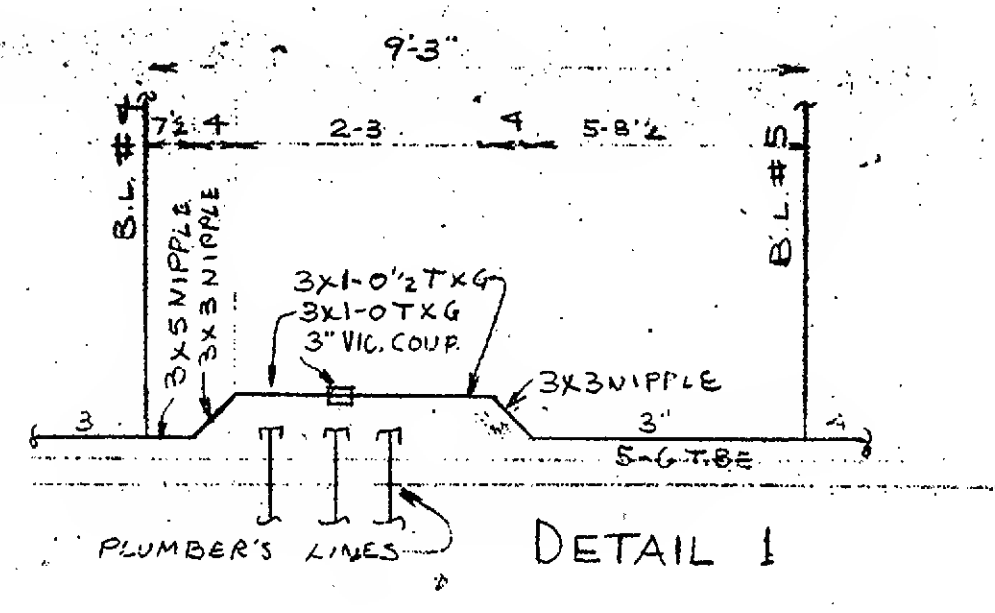 9'-3"
7½
4
2-3
4
5-8½
B.L. #4
B.L. #5
3X5 NIPPLE
3X3 NIPPLE
3X1-0½ TXG
3X1-0 TXG
3" VIC. COUP.
3X3 NIPPLE
3
3"
4
5-6 T.B.E
PLUMBER'S LINES
DETAIL 1